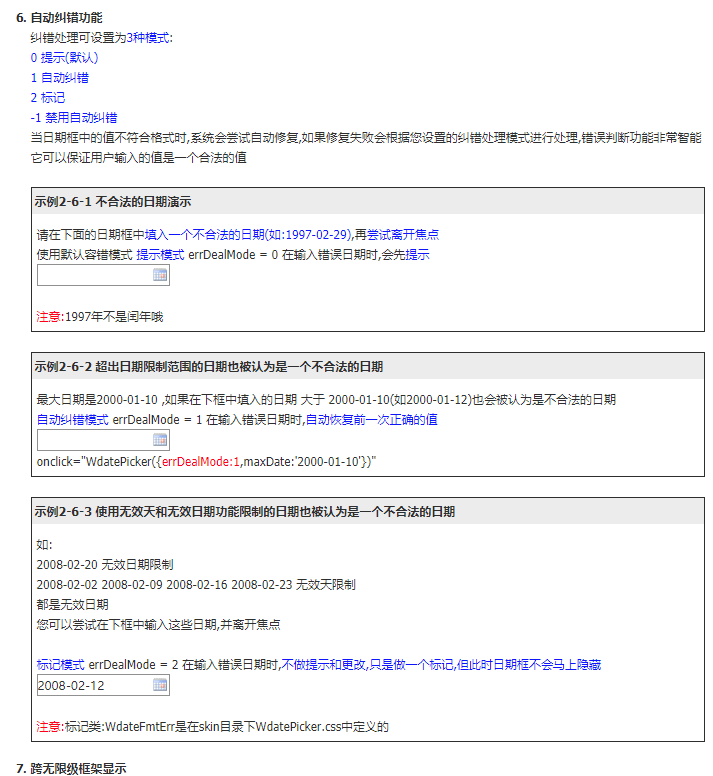 6. 自动纠错功能
纠错处理可设置为3种模式:
0 提示(默认)
1 自动纠错
2 标记
-1 禁用自动纠错
当日期框中的值不符合格式时,系统会尝试自动修复,如果修复失败会根据您设置的纠错处理模式进行处理,错误判断功能非常智能
它可以保证用户输入的值是一个合法的值
示例2-6-1 不合法的日期演示
请在下面的日期框中填入一个不合法的日期(如:1997-02-29),再尝试离开焦点
使用默认容错模式 提示模式 errDealMode = 0 在输入错误日期时,会先提示
注意:1997年不是闰年哦
示例2-6-2 超出日期限制范围的日期也被认为是一个不合法的日期
最大日期是2000-01-10 ,如果在下框中填入的日期 大于 2000-01-10(如2000-01-12)也会被认为是不合法的日期
自动纠错模式 errDealMode = 1 在输入错误日期时,自动恢复前一次正确的值
onclick="WdatePicker({errDealMode:1,maxDate:'2000-01-10'})"
示例2-6-3 使用无效天和无效日期功能限制的日期也被认为是一个不合法的日期
如:
2008-02-20 无效日期限制
2008-02-02 2008-02-09 2008-02-16 2008-02-23 无效天限制
都是无效日期
您可以尝试在下框中输入这些日期,并离开焦点
标记模式 errDealMode = 2 在输入错误日期时,不做提示和更改,只是做一个标记,但此时日期框不会马上隐藏
2008-02-12
注意:标记类:WdateFmtErr是在skin目录下WdatePicker.css中定义的
7. 跨无限级框架显示